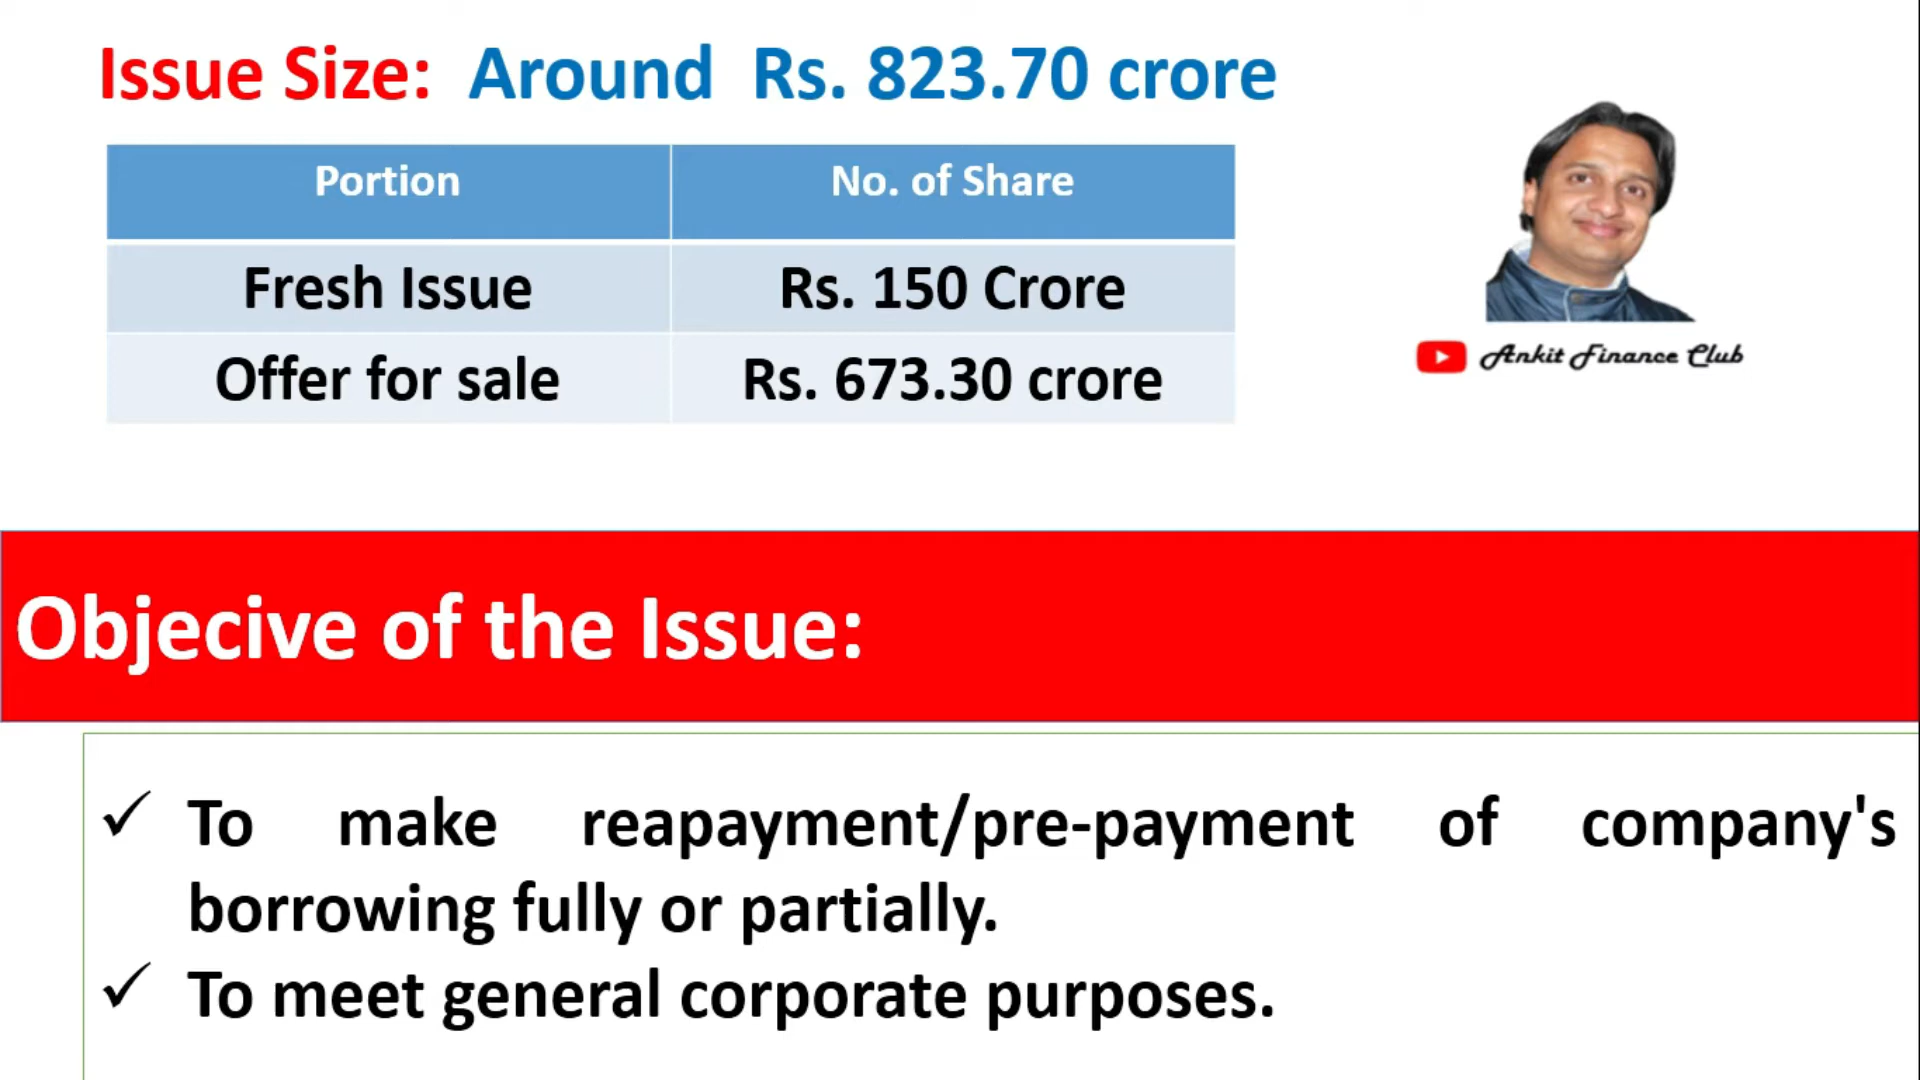 Issue Size: Around Rs. 823.70 crore
Portion No. of Share
Fresh Issue Rs. 150 Crore
Offer for sale Rs. 673.30 crore
Ankit Finance Club
Objecive of the Issue:
✓ To make reapayment/pre-payment of company's
borrowing fully or partially.
✓ To meet general corporate purposes.